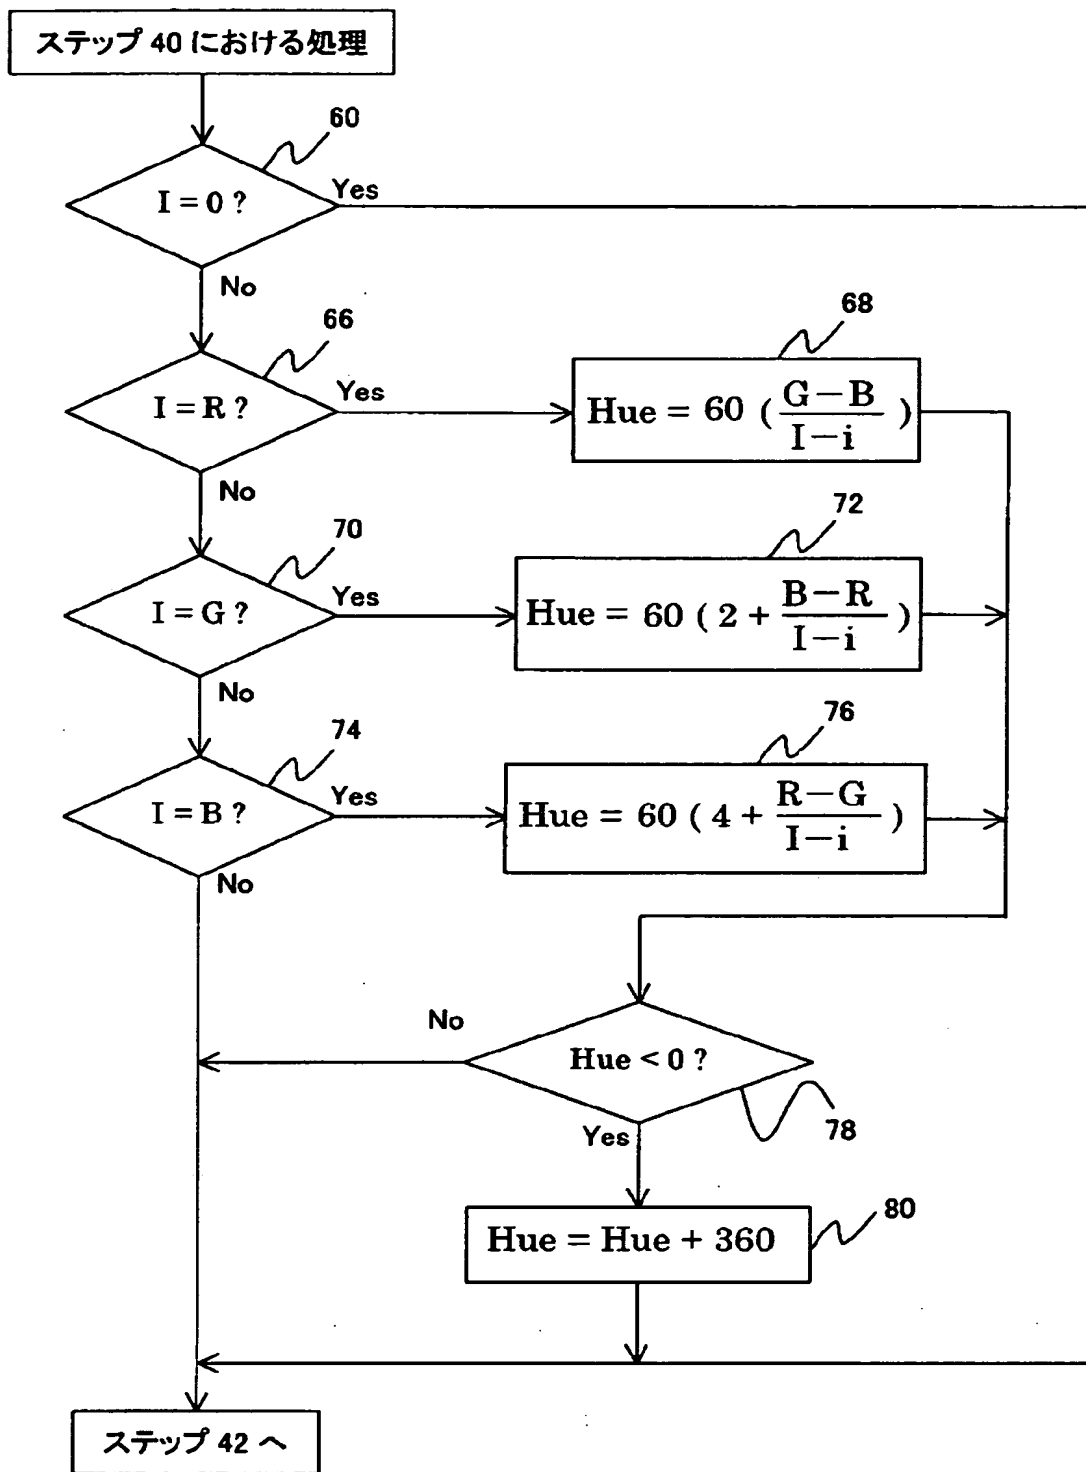 ステップ 40 における処理
60
I = 0 ?
Yes
No
66
I = R ?
Yes
68
Hue = 60 ( G−B / I−i )
No
70
I = G ?
Yes
72
Hue = 60 ( 2 + B−R / I−i )
No
74
I = B ?
Yes
76
Hue = 60 ( 4 + R−G / I−i )
No
No
Hue < 0 ?
78
Yes
80
Hue = Hue + 360
ステップ 42 へ